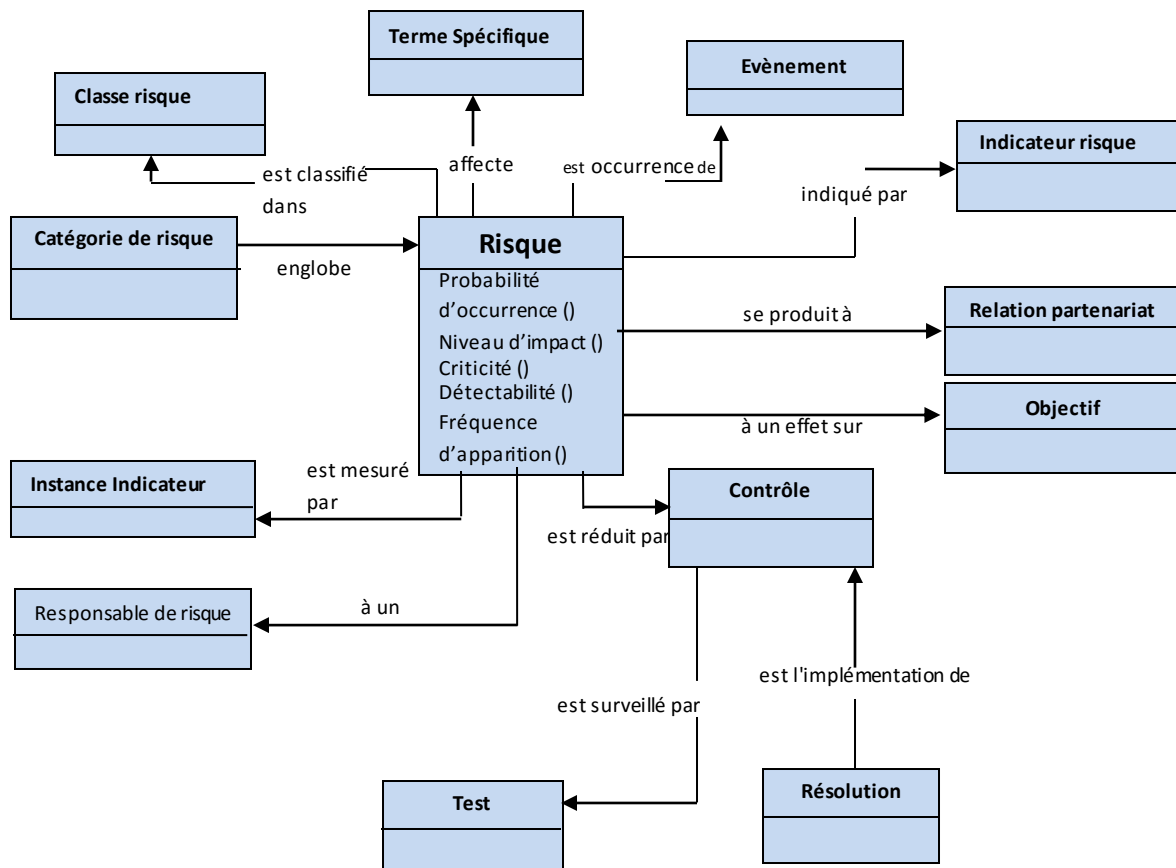 Terme Spécifique
Evènement
Classe risque
Indicateur risque
affecte
est occurrence de
est classifié
dans
indiqué par
Catégorie de risque
englobe
Risque
Probabilité
d’occurrence ()
Niveau d’impact ()
Criticité ()
Détectabilité ()
Fréquence
d’apparition ()
se produit à
Relation partenariat
à un effet sur
Objectif
est mesuré
par
Instance Indicateur
Contrôle
est réduit par
Responsable de risque
à un
est l'implémentation de
est surveillé par
Test
Résolution